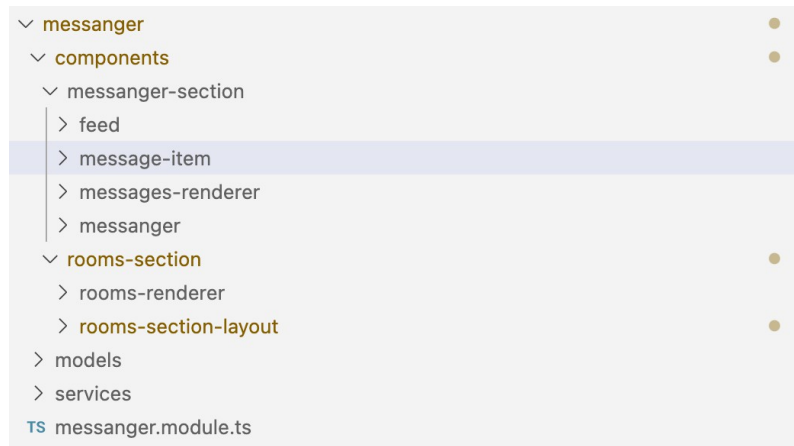 messanger
components
messanger-section
feed
message-item
messages-renderer
messanger
rooms-section
rooms-renderer
rooms-section-layout
models
services
TS messanger.module.ts